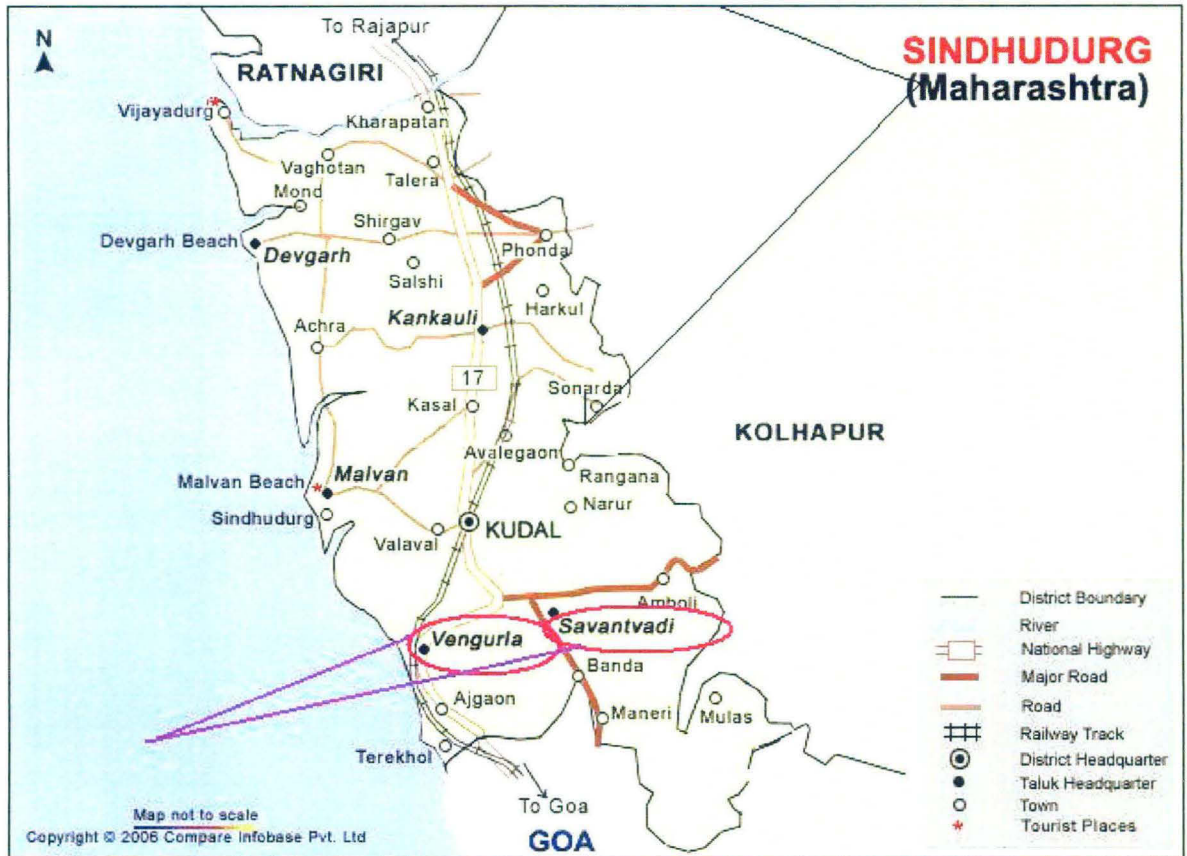 N
To Rajapur
SINDHUDURG
(Maharashtra)
RATNAGIRI
Vijayadurg
Kharapatan
Vaghotan
Talera
Mond
Shirgav
Devgarh Beach
Devgarh
Phonda
Salshi
Harkul
Achra
Kankauli
17
Sonarda
Kasal
KOLHAPUR
Avalegaon
Malvan Beach
Malvan
Rangana
Sindhudurg
Narur
Valaval
KUDAL
Amboli
Vengurla
Savantvadi
Banda
Ajgaon
Maneri
Mulas
Terekhol
To Goa
GOA
District Boundary
River
National Highway
Major Road
Road
Railway Track
District Headquarter
Taluk Headquarter
Town
Tourist Places
Map not to scale
Copyright © 2006 Compare Infobase Pvt. Ltd